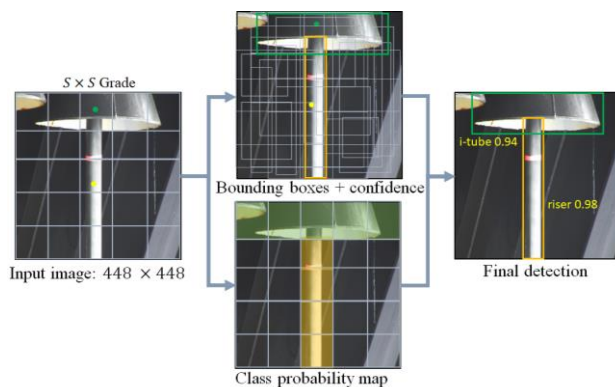 S × S Grade
Input image: 448 × 448
Bounding boxes + confidence
Class probability map
i-tube 0.94
riser 0.98
Final detection